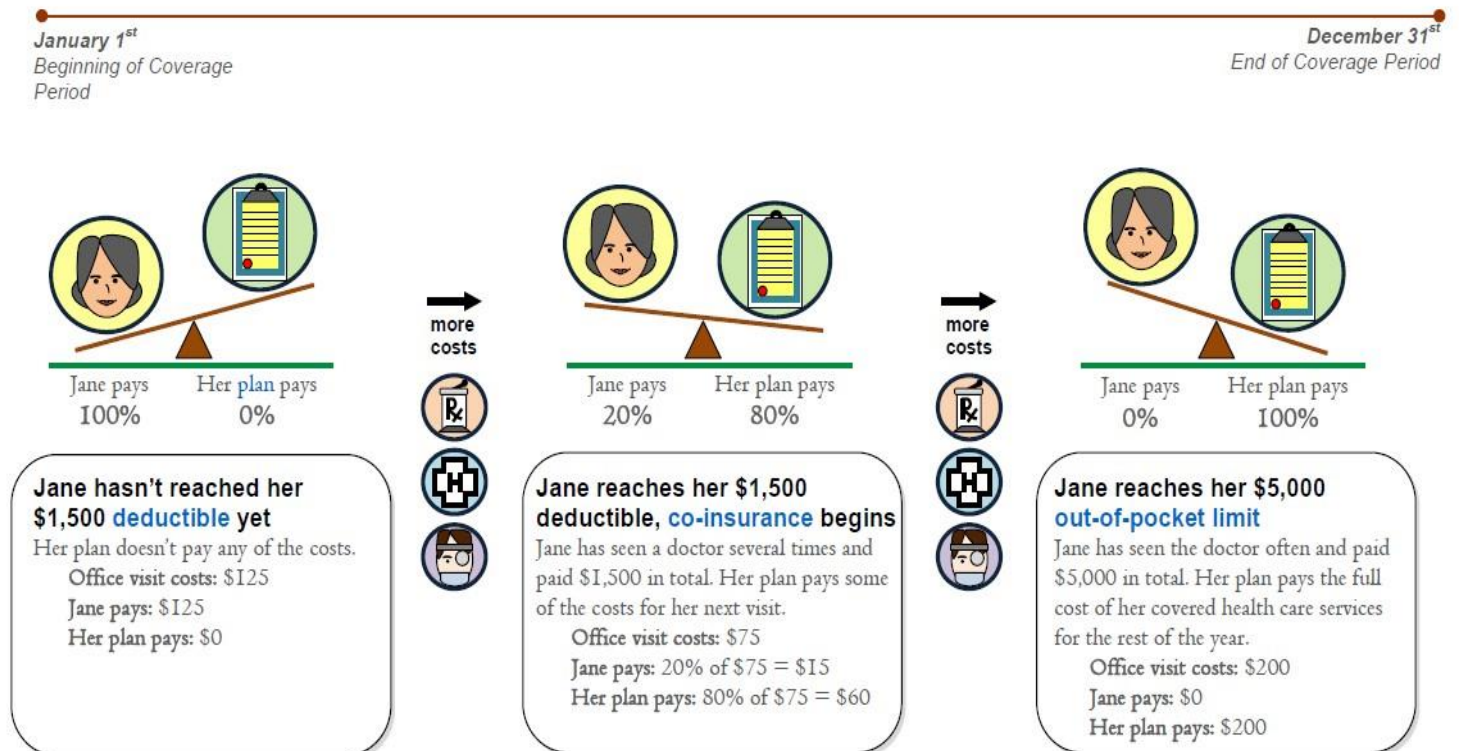 January 1st
Beginning of Coverage
Period
December 31st
End of Coverage Period
Jane pays
100%
Her plan pays
0%
more
costs
Rx
H
Jane pays
20%
Her plan pays
80%
more
costs
Rx
H
Jane pays
0%
Her plan pays
100%
Jane hasn't reached her
$1,500 deductible yet
Her plan doesn't pay any of the costs.
Office visit costs: $125
Jane pays: $125
Her plan pays: $0
Jane reaches her $1,500
deductible, co-insurance begins
Jane has seen a doctor several times and
paid $1,500 in total. Her plan pays some
of the costs for her next visit.
Office visit costs: $75
Jane pays: 20% of $75 = $15
Her plan pays: 80% of $75 = $60
Jane reaches her $5,000
out-of-pocket limit
Jane has seen the doctor often and paid
$5,000 in total. Her plan pays the full
cost of her covered health care services
for the rest of the year.
Office visit costs: $200
Jane pays: $0
Her plan pays: $200